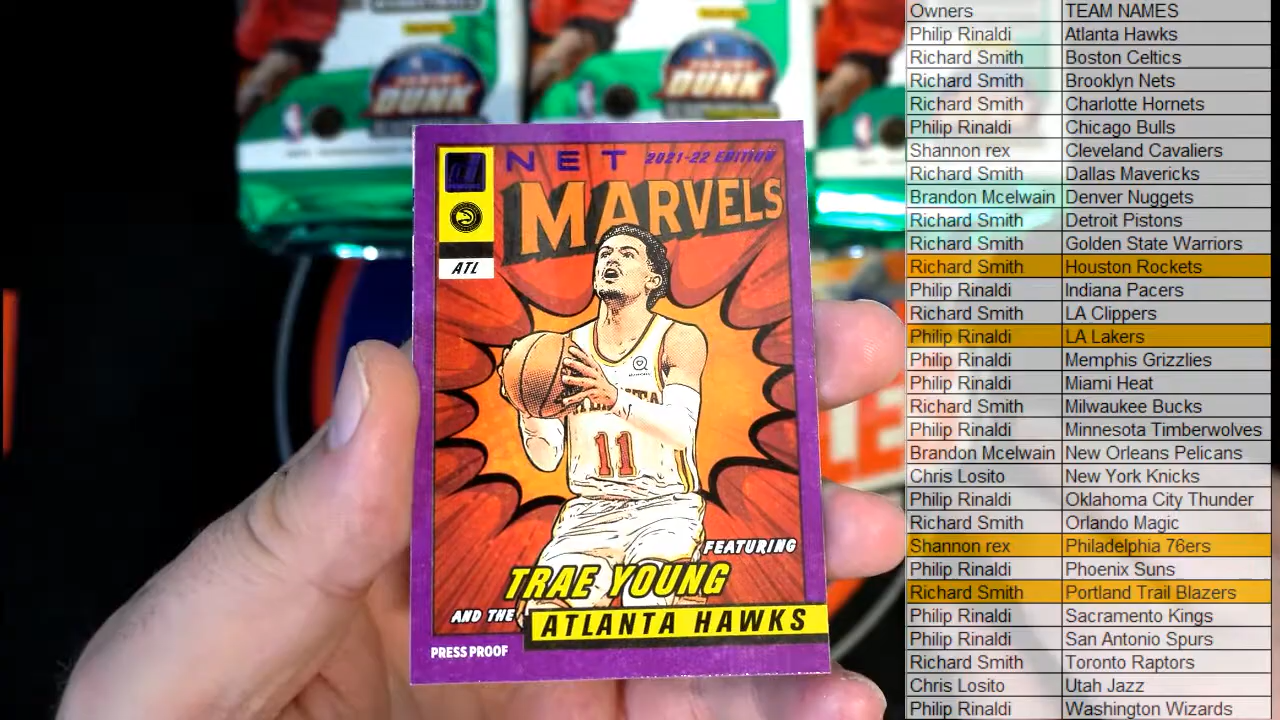 PANINI
DUNK
PANINI
DUNK
NET 2021-22 EDITION
MARVELS
ATL
11
FEATURING
TRAE YOUNG
AND THE
ATLANTA HAWKS
PRESS PROOF
Owners TEAM NAMES
Philip Rinaldi Atlanta Hawks
Richard Smith Boston Celtics
Richard Smith Brooklyn Nets
Richard Smith Charlotte Hornets
Philip Rinaldi Chicago Bulls
Shannon rex Cleveland Cavaliers
Richard Smith Dallas Mavericks
Brandon Mcelwain Denver Nuggets
Richard Smith Detroit Pistons
Richard Smith Golden State Warriors
Richard Smith Houston Rockets
Philip Rinaldi Indiana Pacers
Richard Smith LA Clippers
Philip Rinaldi LA Lakers
Philip Rinaldi Memphis Grizzlies
Philip Rinaldi Miami Heat
Richard Smith Milwaukee Bucks
Philip Rinaldi Minnesota Timberwolves
Brandon Mcelwain New Orleans Pelicans
Chris Losito New York Knicks
Philip Rinaldi Oklahoma City Thunder
Richard Smith Orlando Magic
Shannon rex Philadelphia 76ers
Philip Rinaldi Phoenix Suns
Richard Smith Portland Trail Blazers
Philip Rinaldi Sacramento Kings
Philip Rinaldi San Antonio Spurs
Richard Smith Toronto Raptors
Chris Losito Utah Jazz
Philip Rinaldi Washington Wizards